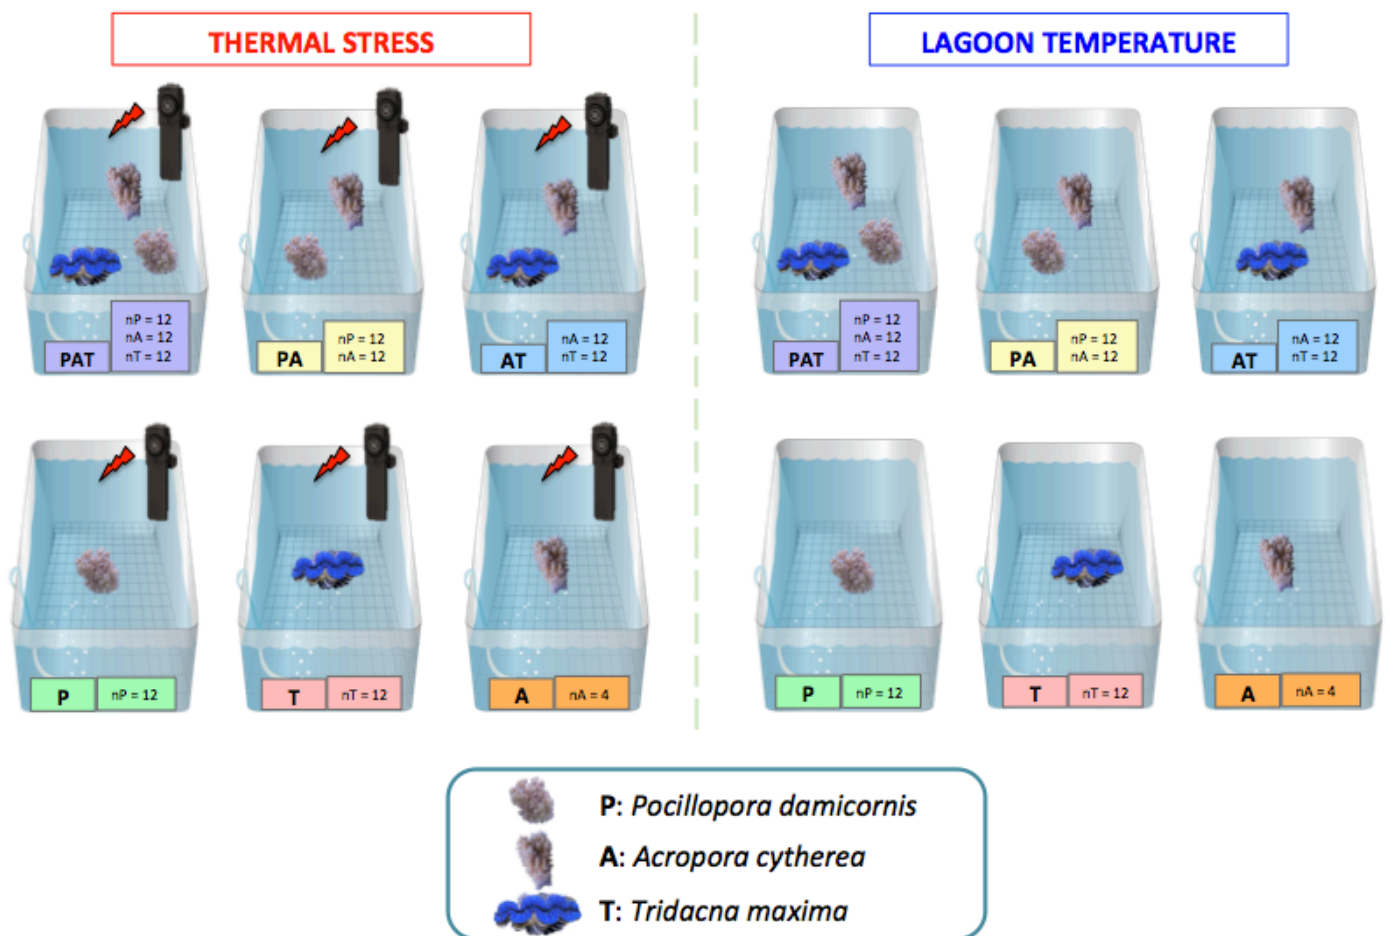 THERMAL STRESS
LAGOON TEMPERATURE
PAT
nP = 12
nA = 12
nT = 12
PA
nP = 12
nA = 12
AT
nA = 12
nT = 12
PAT
nP = 12
nA = 12
nT = 12
PA
nP = 12
nA = 12
AT
nA = 12
nT = 12
P
nP = 12
T
nT = 12
A
nA = 4
P
nP = 12
T
nT = 12
A
nA = 4
P: Pocillopora damicornis
A: Acropora cytherea
T: Tridacna maxima